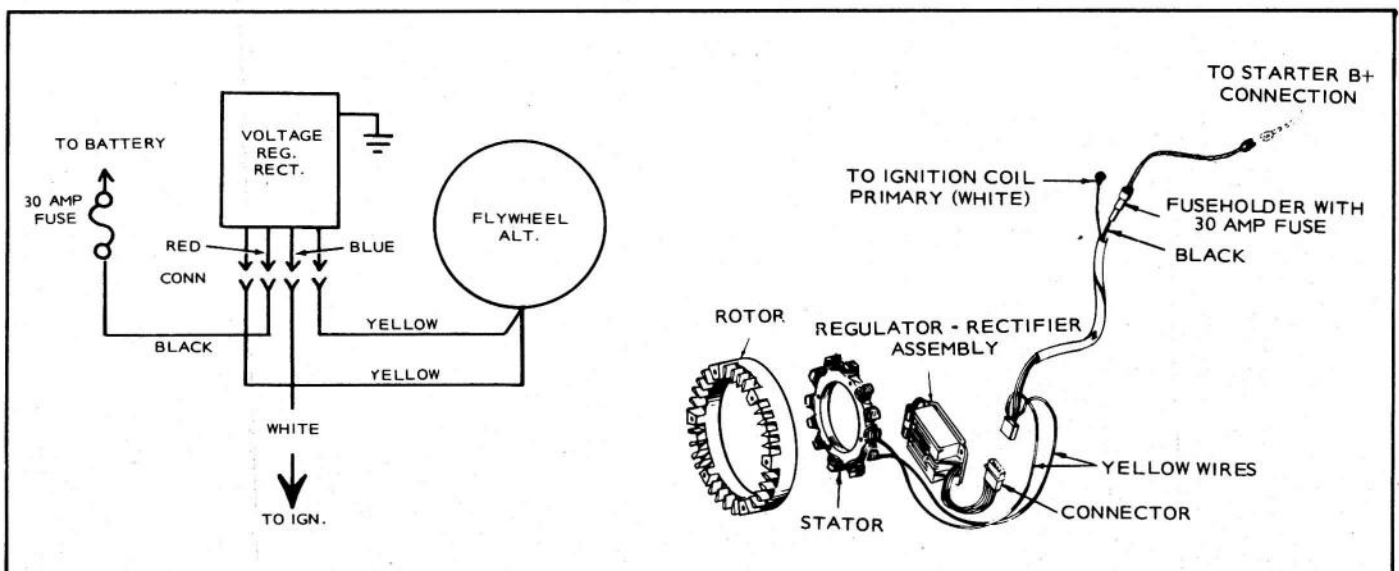 TO BATTERY
30 AMP
FUSE
VOLTAGE
REG.
RECT.
RED
BLUE
CONN
FLYWHEEL
ALT.
YELLOW
BLACK
YELLOW
WHITE
TO IGN.
TO STARTER B+
CONNECTION
TO IGNITION COIL
PRIMARY (WHITE)
FUSEHOLDER WITH
30 AMP FUSE
BLACK
ROTOR
REGULATOR - RECTIFIER
ASSEMBLY
YELLOW WIRES
CONNECTOR
STATOR